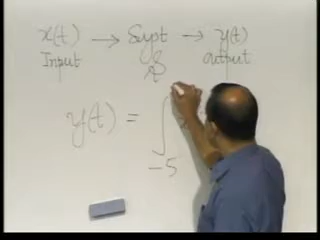 x(t) → Syst → y(t)
Input output
y(t) = ∫
-5